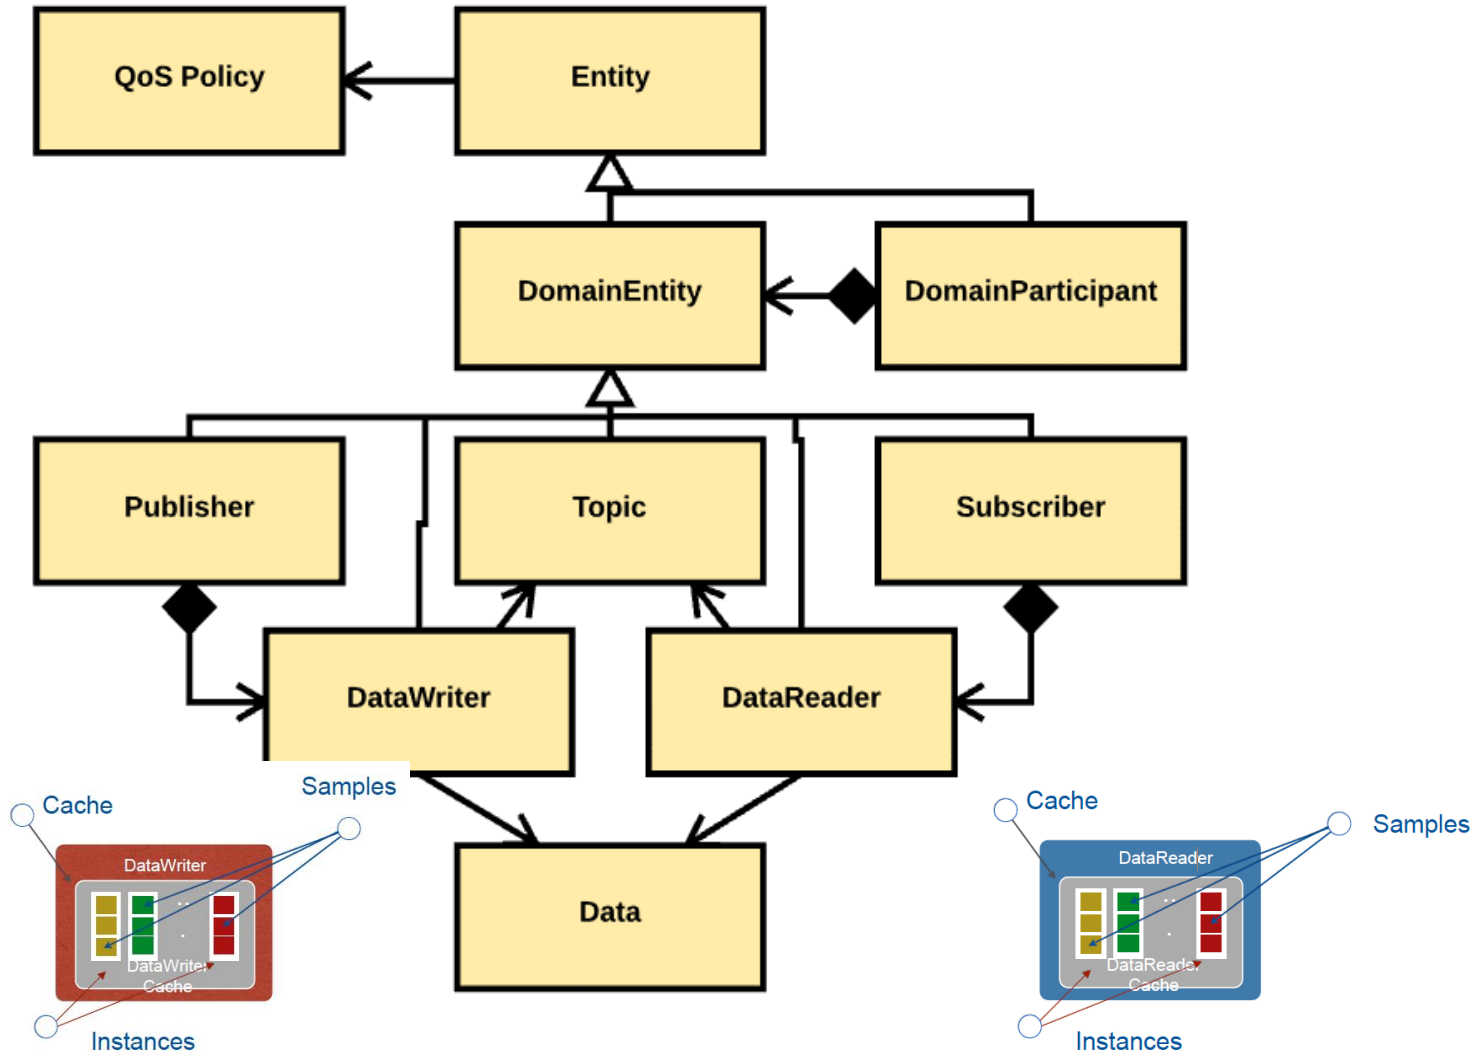 QoS Policy
Entity
DomainEntity
DomainParticipant
Publisher
Topic
Subscriber
DataWriter
DataReader
Data
Cache
Samples
DataWriter
.. 
.
DataWriter
Cache
Instances
Cache
Samples
DataReader
..
.
DataReader
Cache
Instances